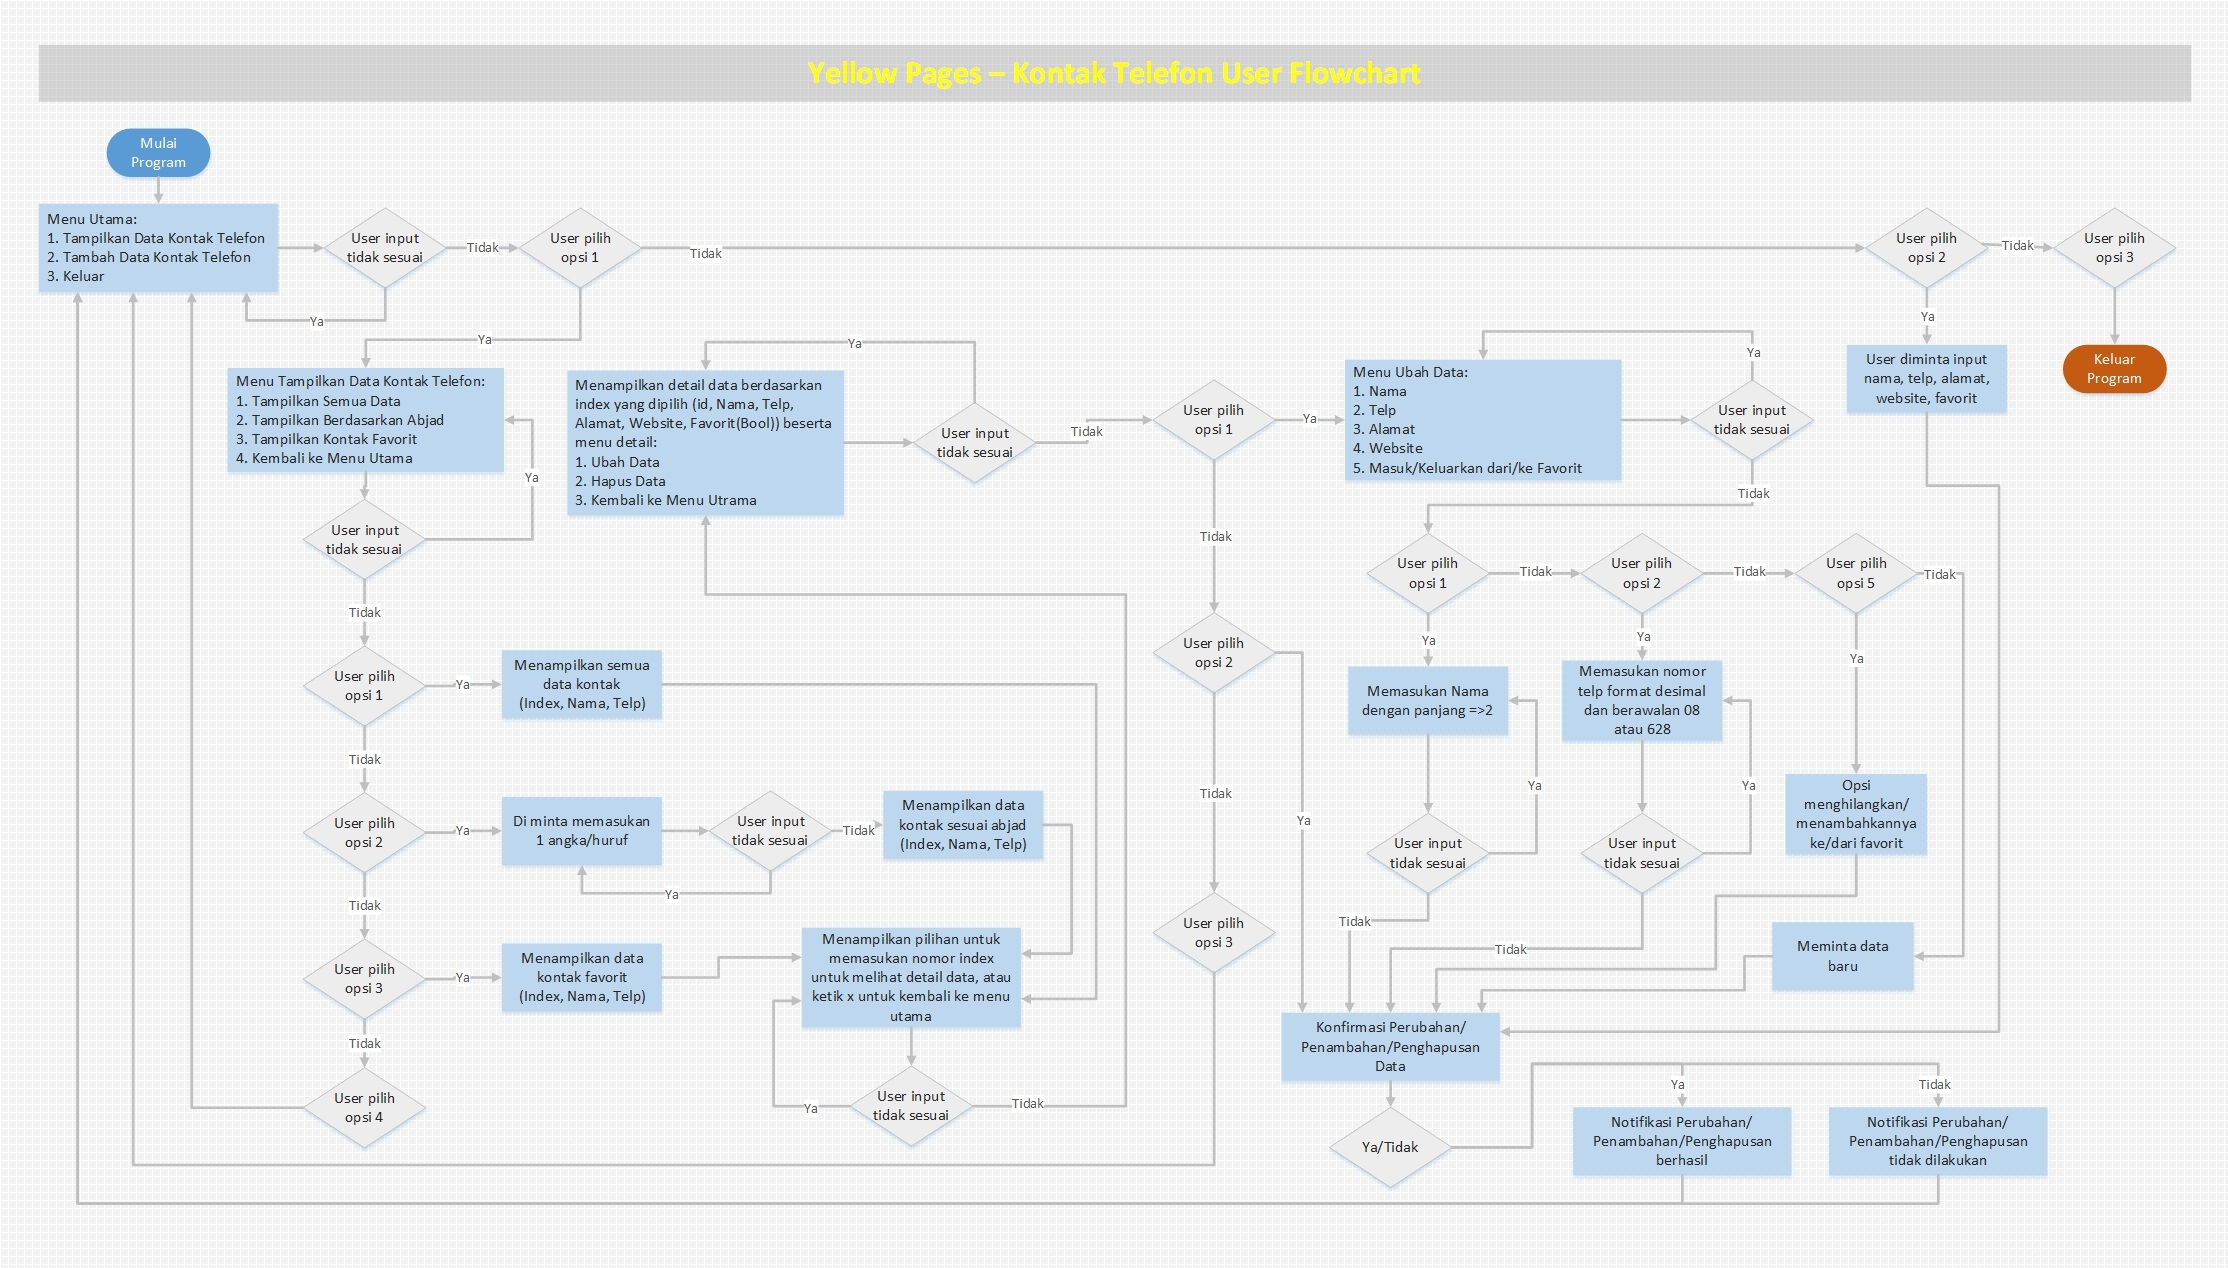 Yellow Pages – Kontak Telefon User Flowchart
Mulai
Program
Menu Utama:
1. Tampilkan Data Kontak Telefon
2. Tambah Data Kontak Telefon
3. Keluar
User input
tidak sesuai
Tidak
User pilih
opsi 1
Tidak
User pilih
opsi 2
Tidak
User pilih
opsi 3
Ya
Ya
Ya
Keluar
Program
User diminta input
nama, telp, alamat,
website, favorit
Menu Tampilkan Data Kontak Telefon:
1. Tampilkan Semua Data
2. Tampilkan Berdasarkan Abjad
3. Tampilkan Kontak Favorit
4. Kembali ke Menu Utama
Ya
User input
tidak sesuai
Tidak
User pilih
opsi 1
Ya
Menampilkan semua
data kontak
(Index, Nama, Telp)
Tidak
User pilih
opsi 2
Ya
Di minta memasukan
1 angka/huruf
User input
tidak sesuai
Tidak
Menampilkan data
kontak sesuai abjad
(Index, Nama, Telp)
Ya
Tidak
User pilih
opsi 3
Ya
Menampilkan data
kontak favorit
(Index, Nama, Telp)
Menampilkan pilihan untuk
memasukan nomor index
untuk melihat detail data, atau
ketik x untuk kembali ke menu
utama
Tidak
User pilih
opsi 4
Ya
User input
tidak sesuai
Tidak
Ya
Menampilkan detail data berdasarkan
index yang dipilih (id, Nama, Telp,
Alamat, Website, Favorit(Bool)) beserta
menu detail:
1. Ubah Data
2. Hapus Data
3. Kembali ke Menu Utrama
User input
tidak sesuai
Tidak
User pilih
opsi 1
Ya
Tidak
User pilih
opsi 2
Ya
Tidak
User pilih
opsi 3
Menu Ubah Data:
1. Nama
2. Telp
3. Alamat
4. Website
5. Masuk/Keluarkan dari/ke Favorit
Ya
User input
tidak sesuai
Tidak
User pilih
opsi 1
Tidak
User pilih
opsi 2
Tidak
User pilih
opsi 5
Tidak
Ya
Ya
Ya
Memasukan Nama
dengan panjang =>2
Memasukan nomor
telp format desimal
dan berawalan 08
atau 628
Ya
Ya
Opsi
menghilangkan/
menambahkannya
ke/dari favorit
User input
tidak sesuai
User input
tidak sesuai
Tidak
Tidak
Meminta data
baru
Konfirmasi Perubahan/
Penambahan/Penghapusan
Data
Ya/Tidak
Ya
Tidak
Notifikasi Perubahan/
Penambahan/Penghapusan
berhasil
Notifikasi Perubahan/
Penambahan/Penghapusan
tidak dilakukan